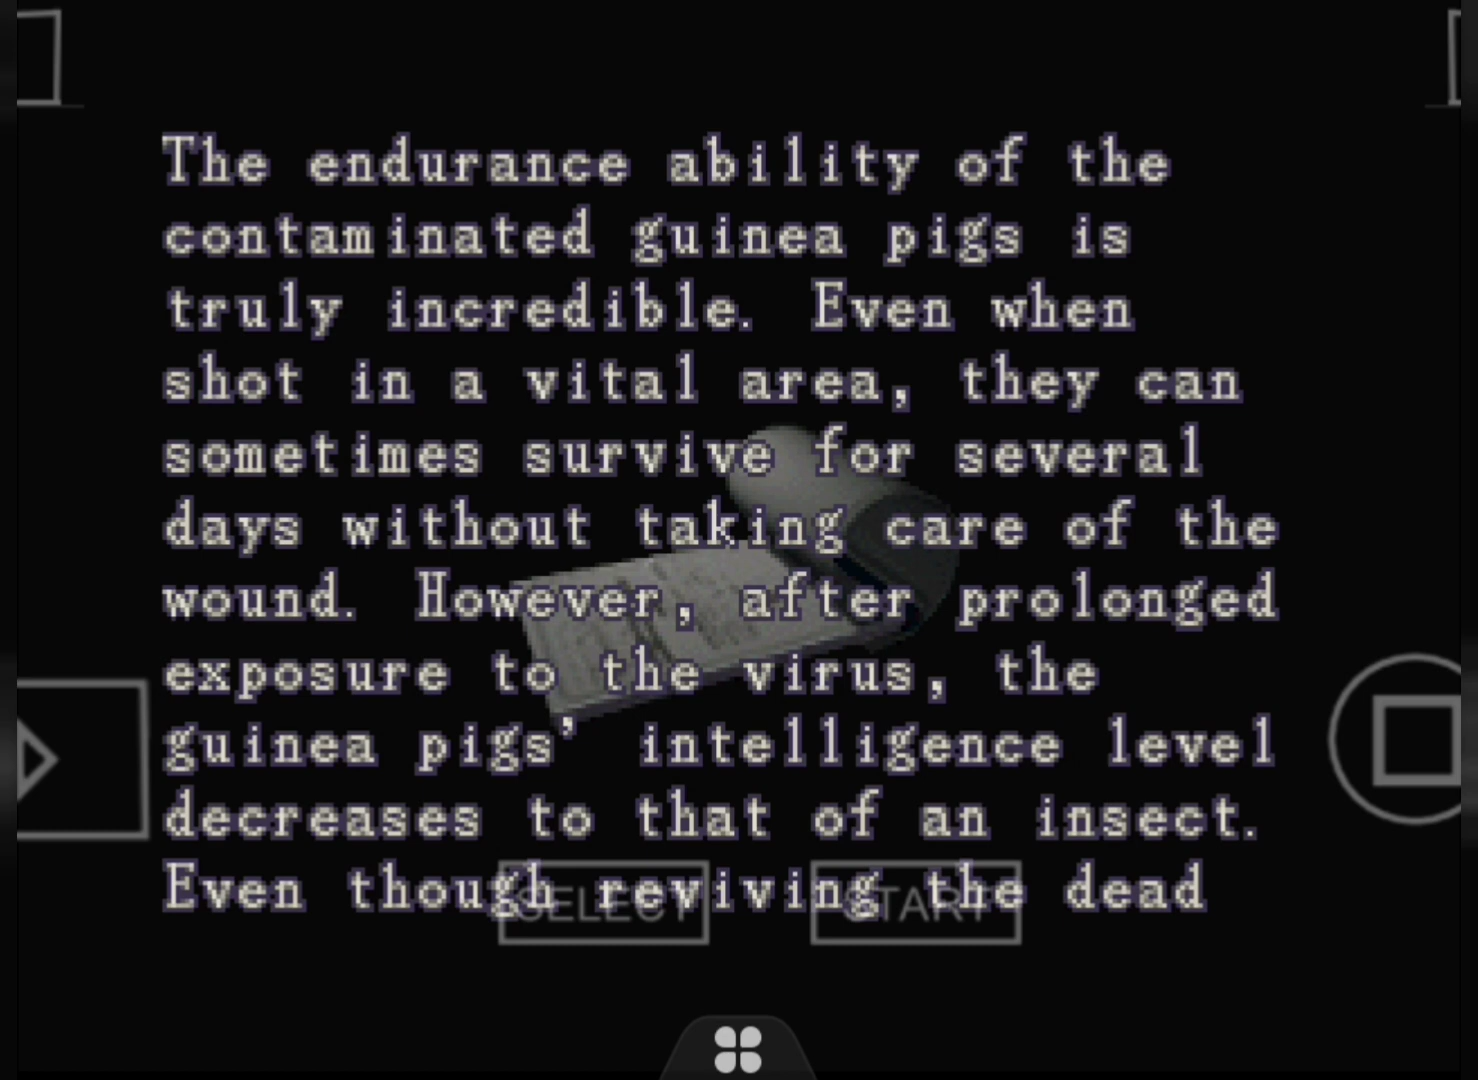 The endurance ability of the
contaminated guinea pigs is
truly incredible. Even when
shot in a vital area, they can
sometimes survive for several
days without taking care of the
wound. However, after prolonged
exposure to the virus, the
guinea pigs' intelligence level
decreases to that of an insect.
Even though reviving the dead
SELECT START